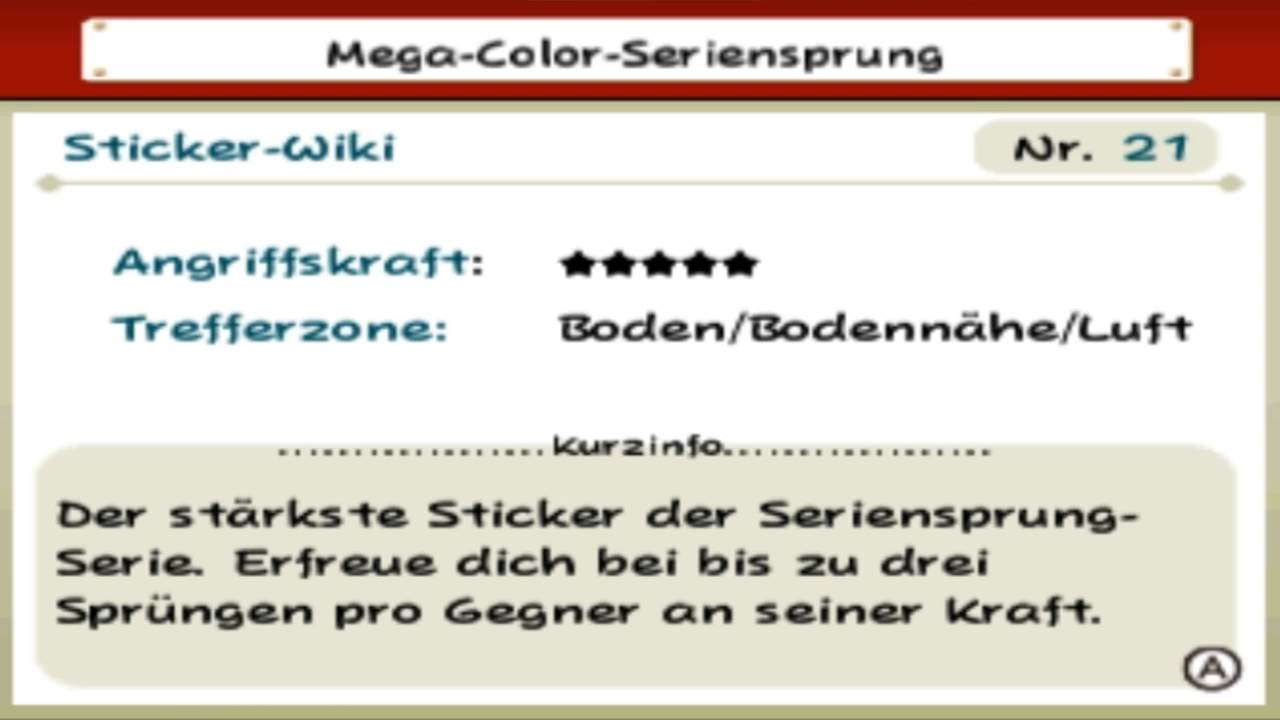 Mega-Color-Seriensprung
Sticker-Wiki
Nr. 21
Angriffskraft: ★★★★★
Trefferzone: Boden/Bodennähe/Luft
Kurzinfo
Der stärkste Sticker der Seriensprung-
Serie. Erfreue dich bei bis zu drei
Sprüngen pro Gegner an seiner Kraft.
A